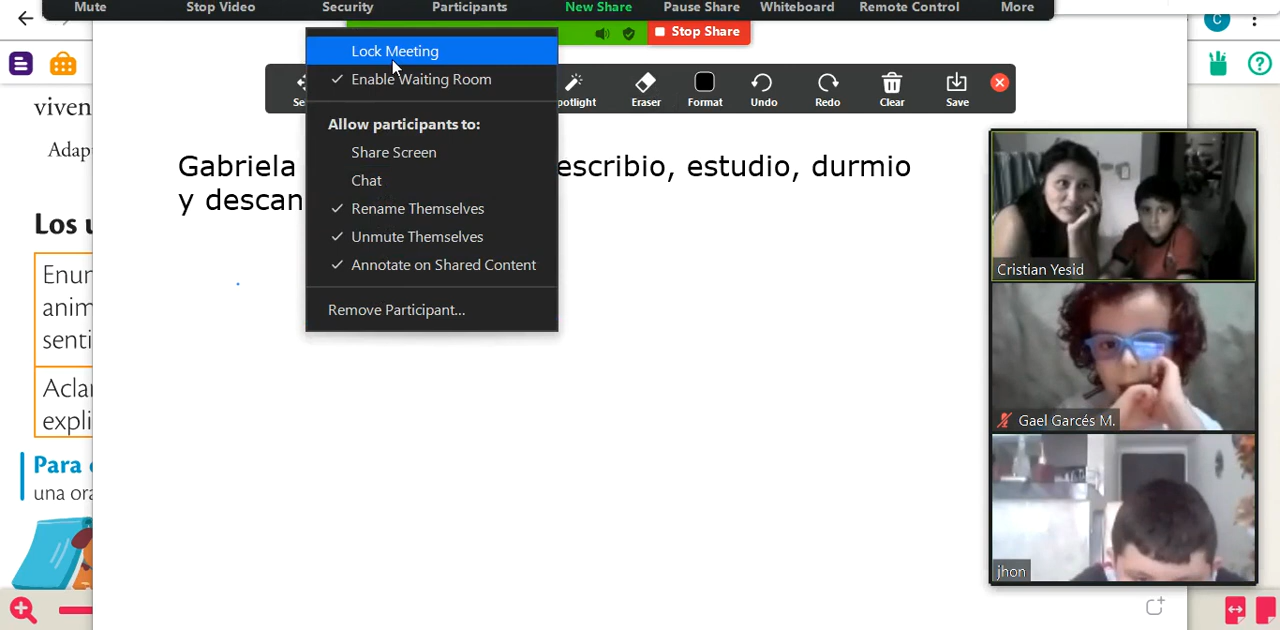 Mute Stop Video Security Participants New Share Pause Share Whiteboard Remote Control More
C
Stop Share
Lock Meeting
Enable Waiting Room
Allow participants to:
Share Screen
Chat
Rename Themselves
Unmute Themselves
Annotate on Shared Content
Remove Participant...
Eraser Format Undo Redo Clear Save
Gabriela escribio, estudio, durmio
y
Los
Para
una
Cristian Yesid
Gael Garcés M.
jhon